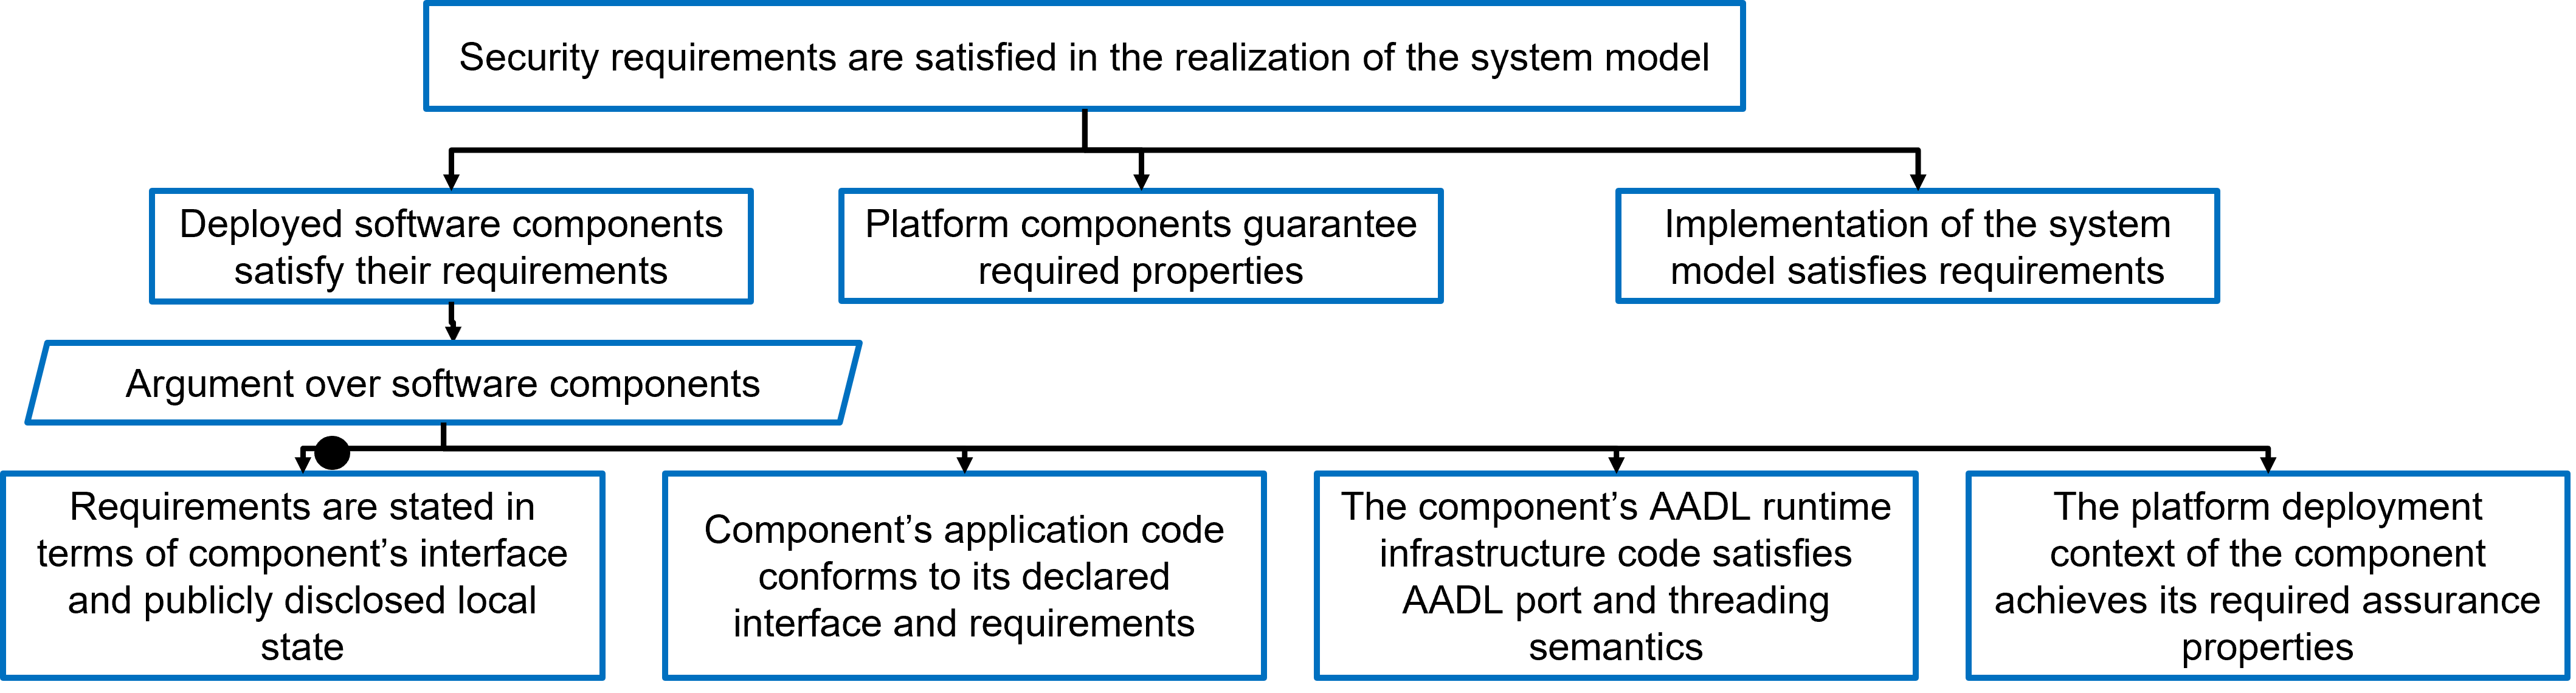 Security requirements are satisfied in the realization of the system model
Deployed software components
satisfy their requirements
Platform components guarantee
required properties
Implementation of the system
model satisfies requirements
Argument over software components
Requirements are stated in
terms of component’s interface
and publicly disclosed local
state
Component’s application code
conforms to its declared
interface and requirements
The component’s AADL runtime
infrastructure code satisfies
AADL port and threading
semantics
The platform deployment
context of the component
achieves its required assurance
properties